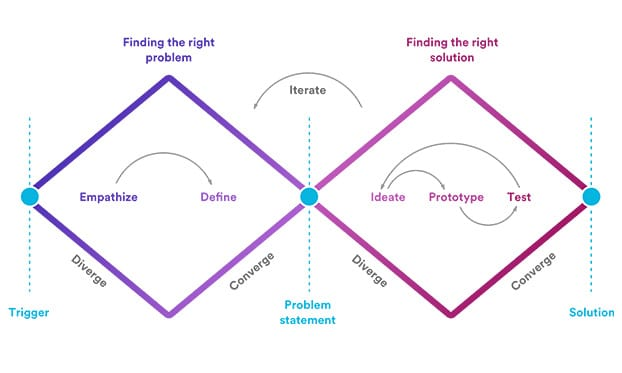 Finding the right
problem
Finding the right
solution
Iterate
Empathize
Define
Ideate
Prototype
Test
Diverge
Converge
Diverge
Converge
Trigger
Problem
statement
Solution